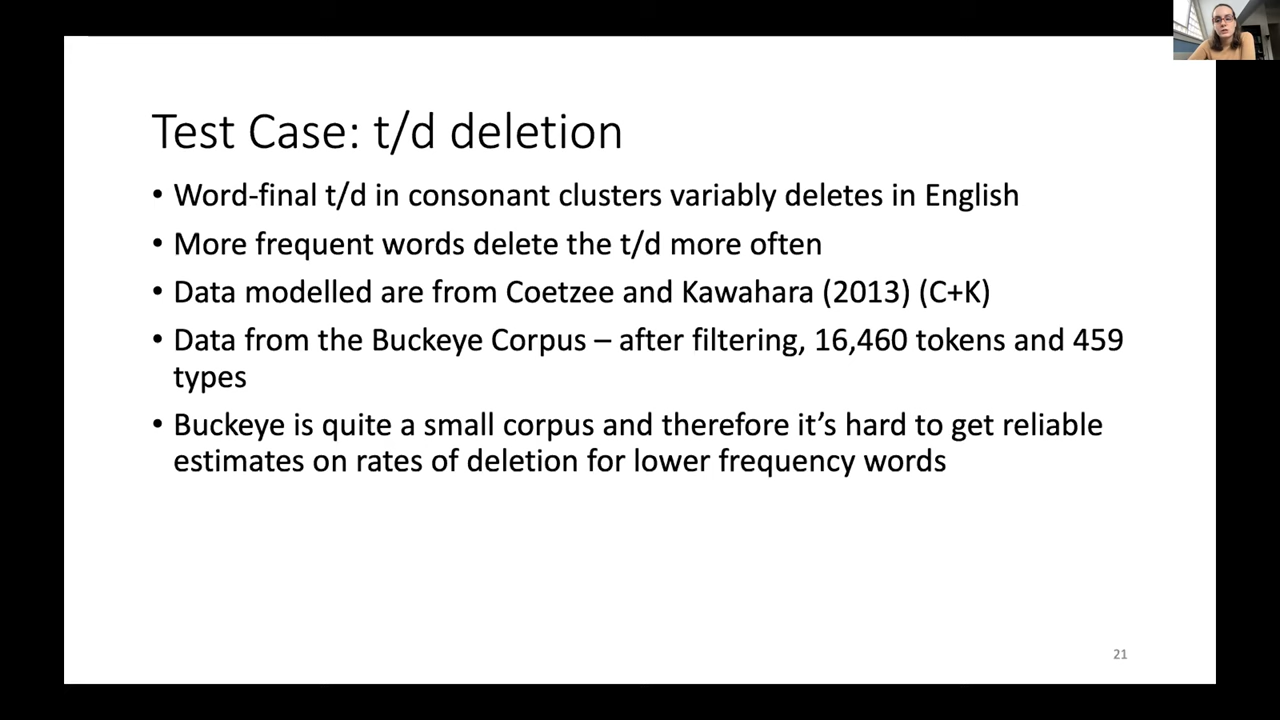 Test Case: t/d deletion
• Word-final t/d in consonant clusters variably deletes in English
• More frequent words delete the t/d more often
• Data modelled are from Coetzee and Kawahara (2013) (C+K)
• Data from the Buckeye Corpus – after filtering, 16,460 tokens and 459
types
• Buckeye is quite a small corpus and therefore it’s hard to get reliable
estimates on rates of deletion for lower frequency words
21